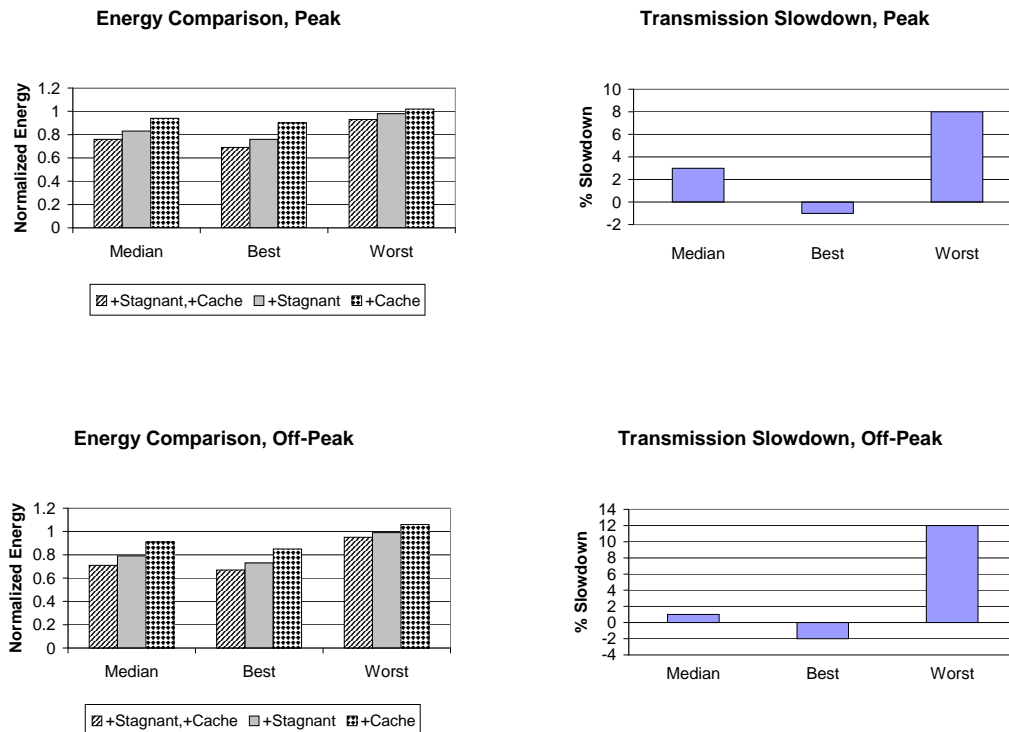 Energy Comparison, Peak
Normalized Energy
1.2
1
0.8
0.6
0.4
0.2
0
Median Best Worst
+Stagnant,+Cache +Stagnant +Cache
Transmission Slowdown, Peak
% Slowdown
10
8
6
4
2
0
-2
Median Best Worst
Energy Comparison, Off-Peak
Normalized Energy
1.2
1
0.8
0.6
0.4
0.2
0
Median Best Worst
+Stagnant,+Cache +Stagnant +Cache
Transmission Slowdown, Off-Peak
% Slowdown
14
12
10
8
6
4
2
0
-2
-4
Median Best Worst